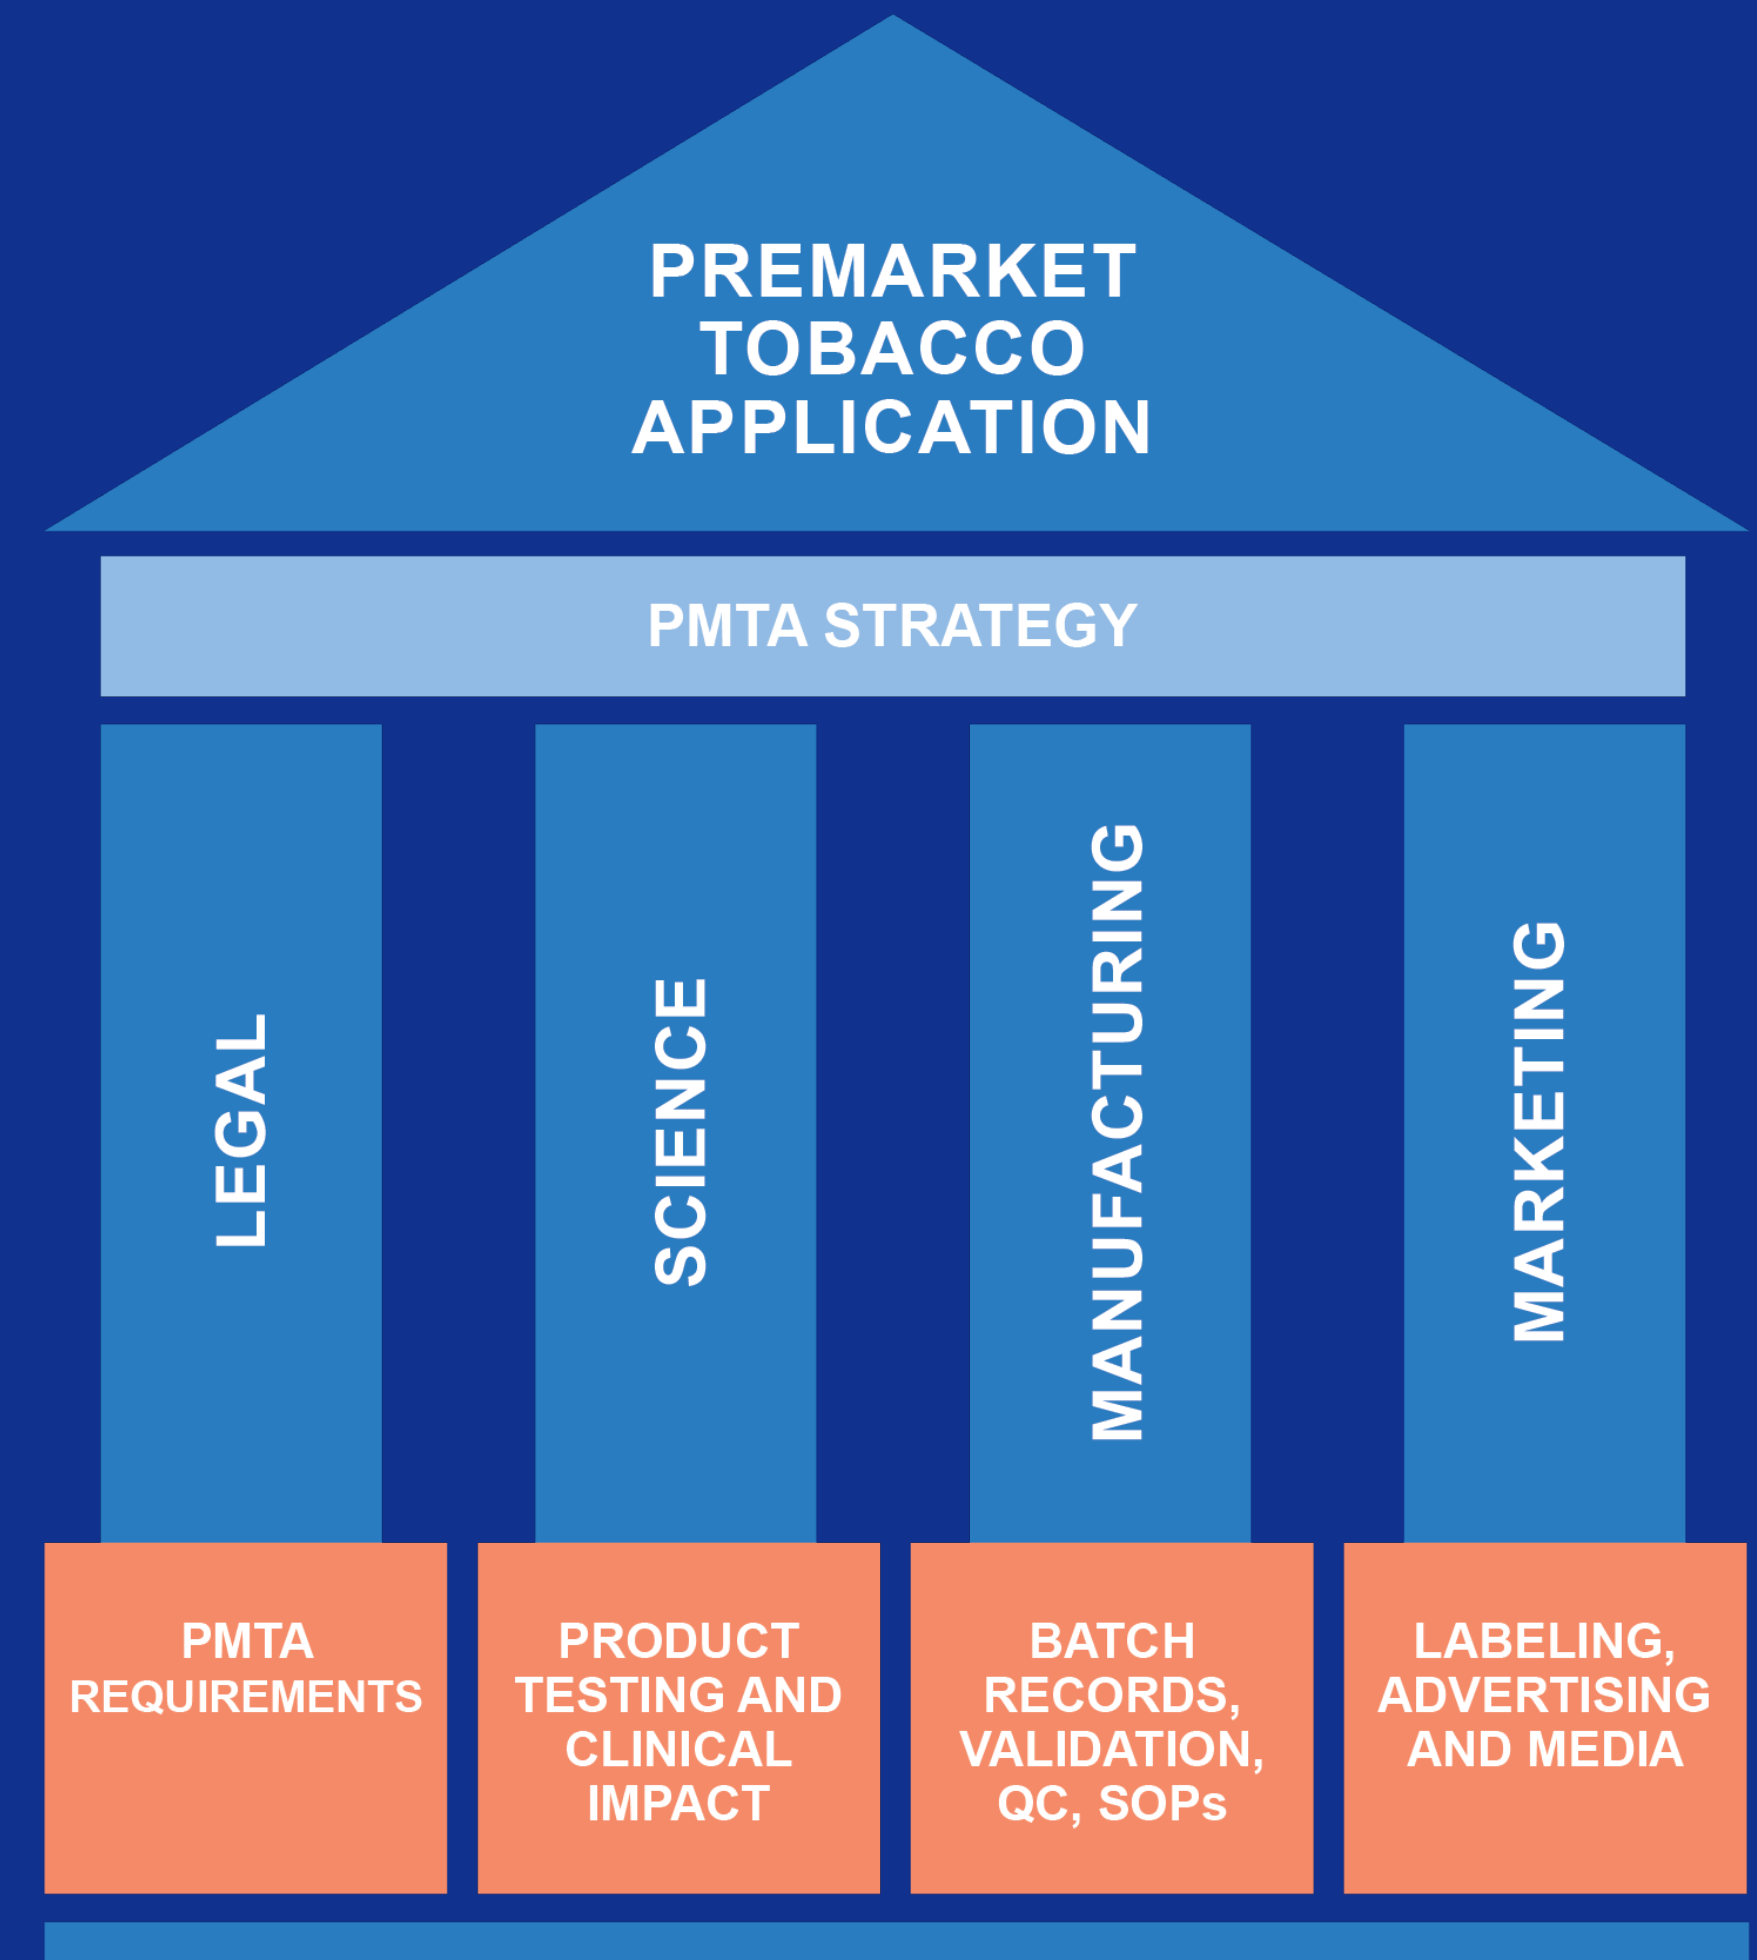 PREMARKET
TOBACCO
APPLICATION
PMTA STRATEGY
LEGAL
SCIENCE
MANUFACTURING
MARKETING
PMTA
REQUIREMENTS
PRODUCT
TESTING AND
CLINICAL
IMPACT
BATCH
RECORDS,
VALIDATION,
QC, SOPs
LABELING,
ADVERTISING
AND MEDIA